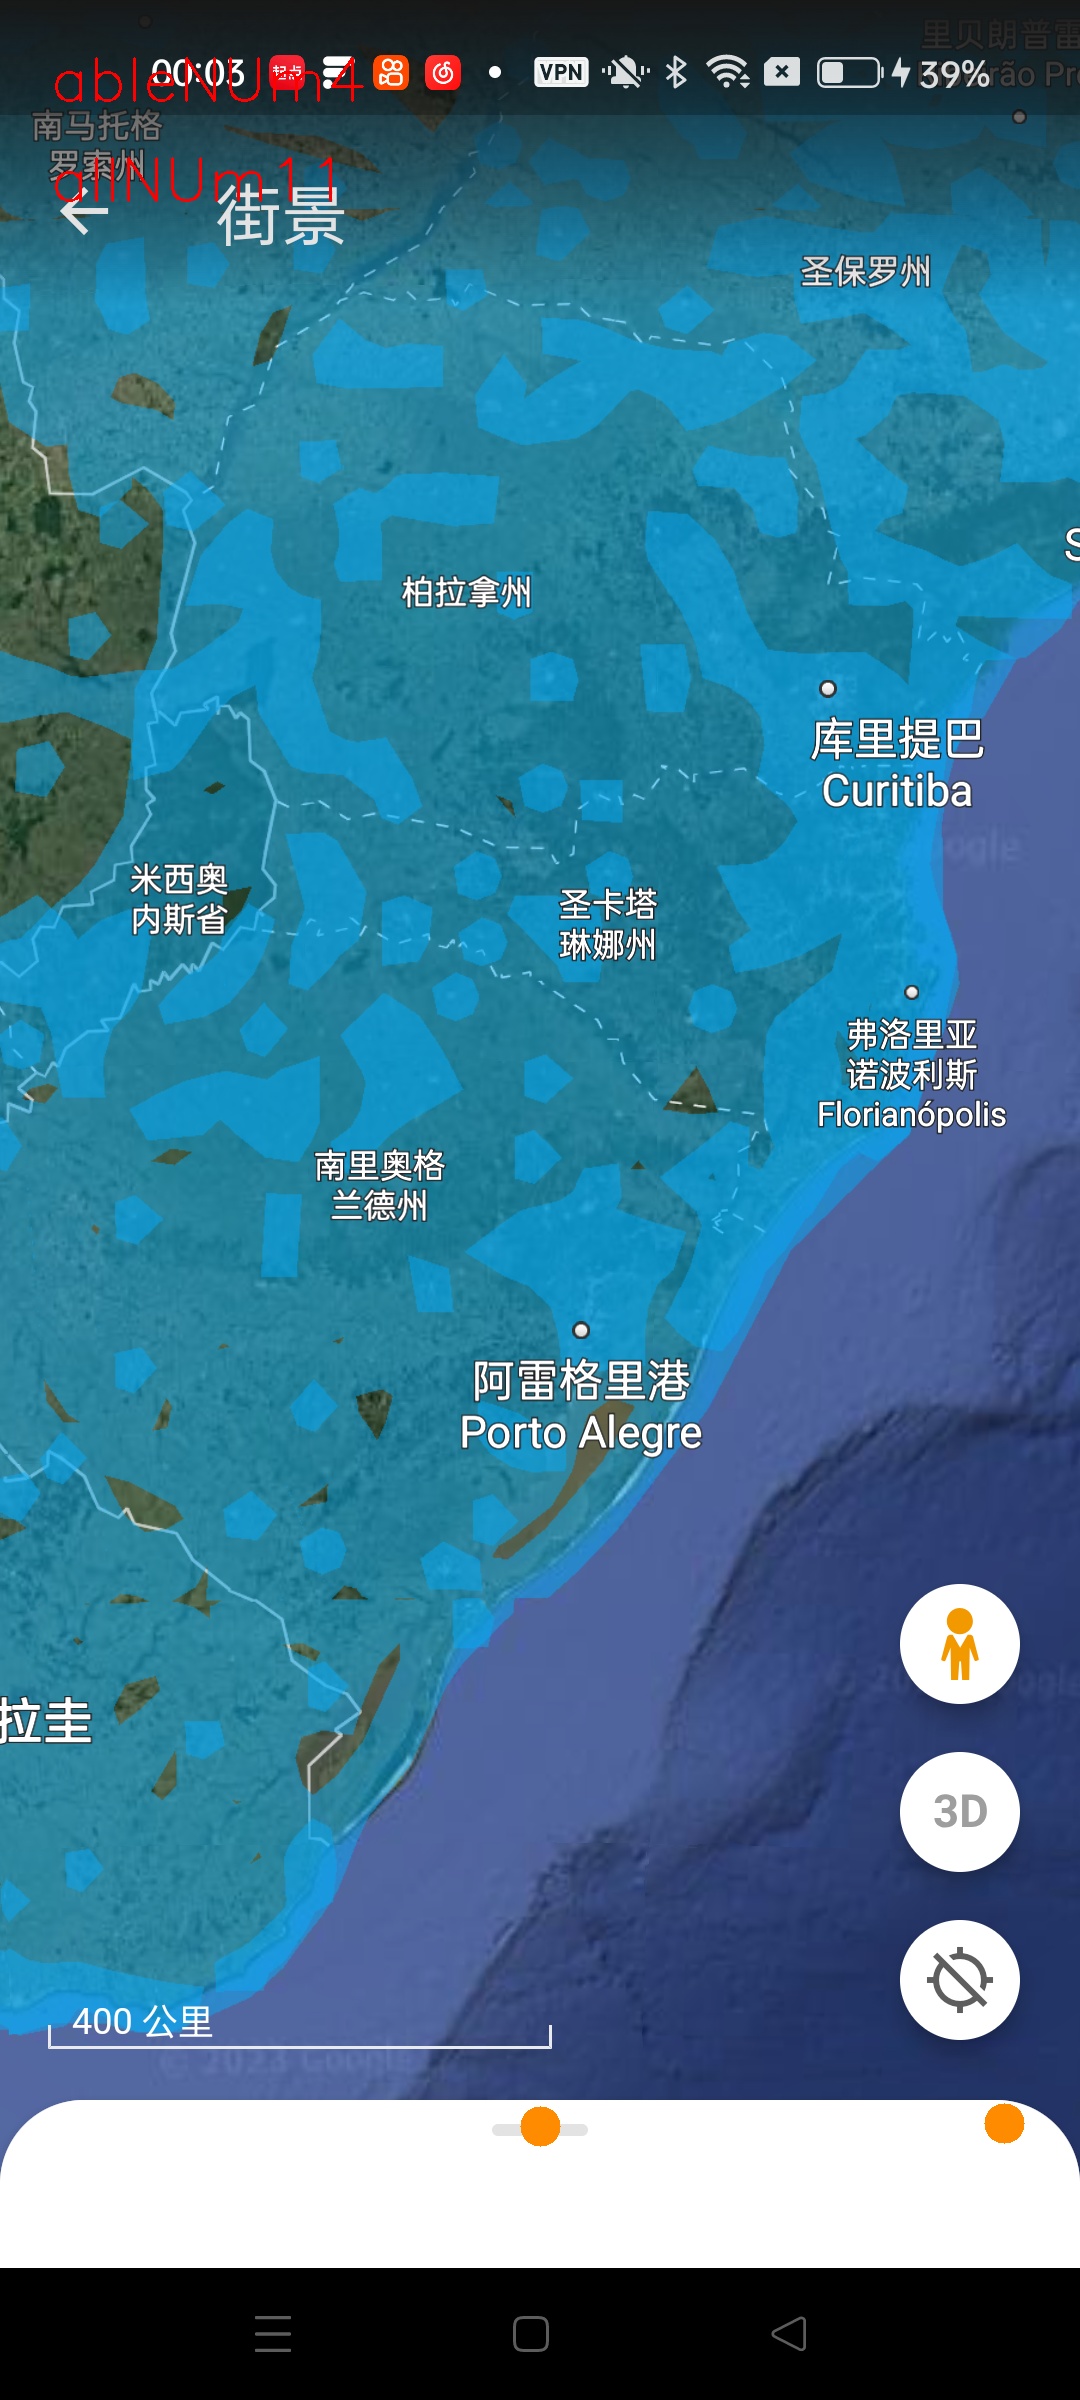 00:03
VPN
39%
ableNUm4
里贝朗普雷
南马托格
罗索州
allNUm11
街景
圣保罗州
柏拉拿州
库里提巴
Curitiba
米西奥
内斯省
圣卡塔
琳娜州
弗洛里亚
诺波利斯
Florianópolis
南里奥格
兰德州
阿雷格里港
Porto Alegre
拉圭
3D
400 公里